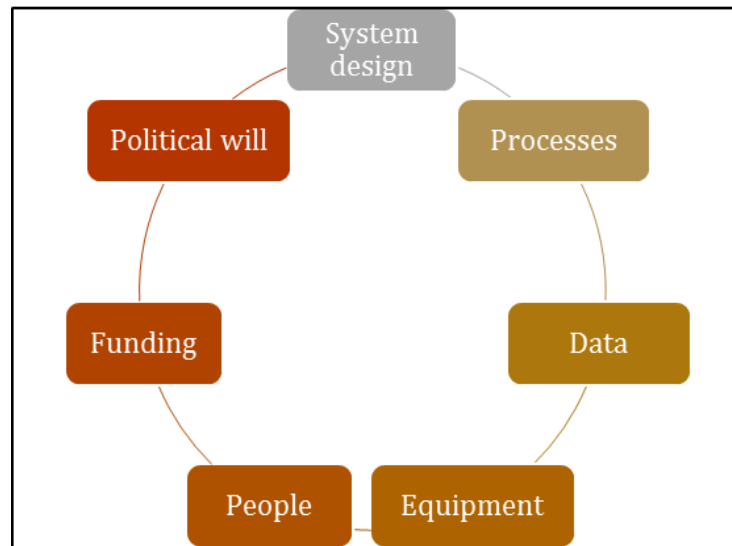 System
design
Processes
Data
Equipment
People
Funding
Political will